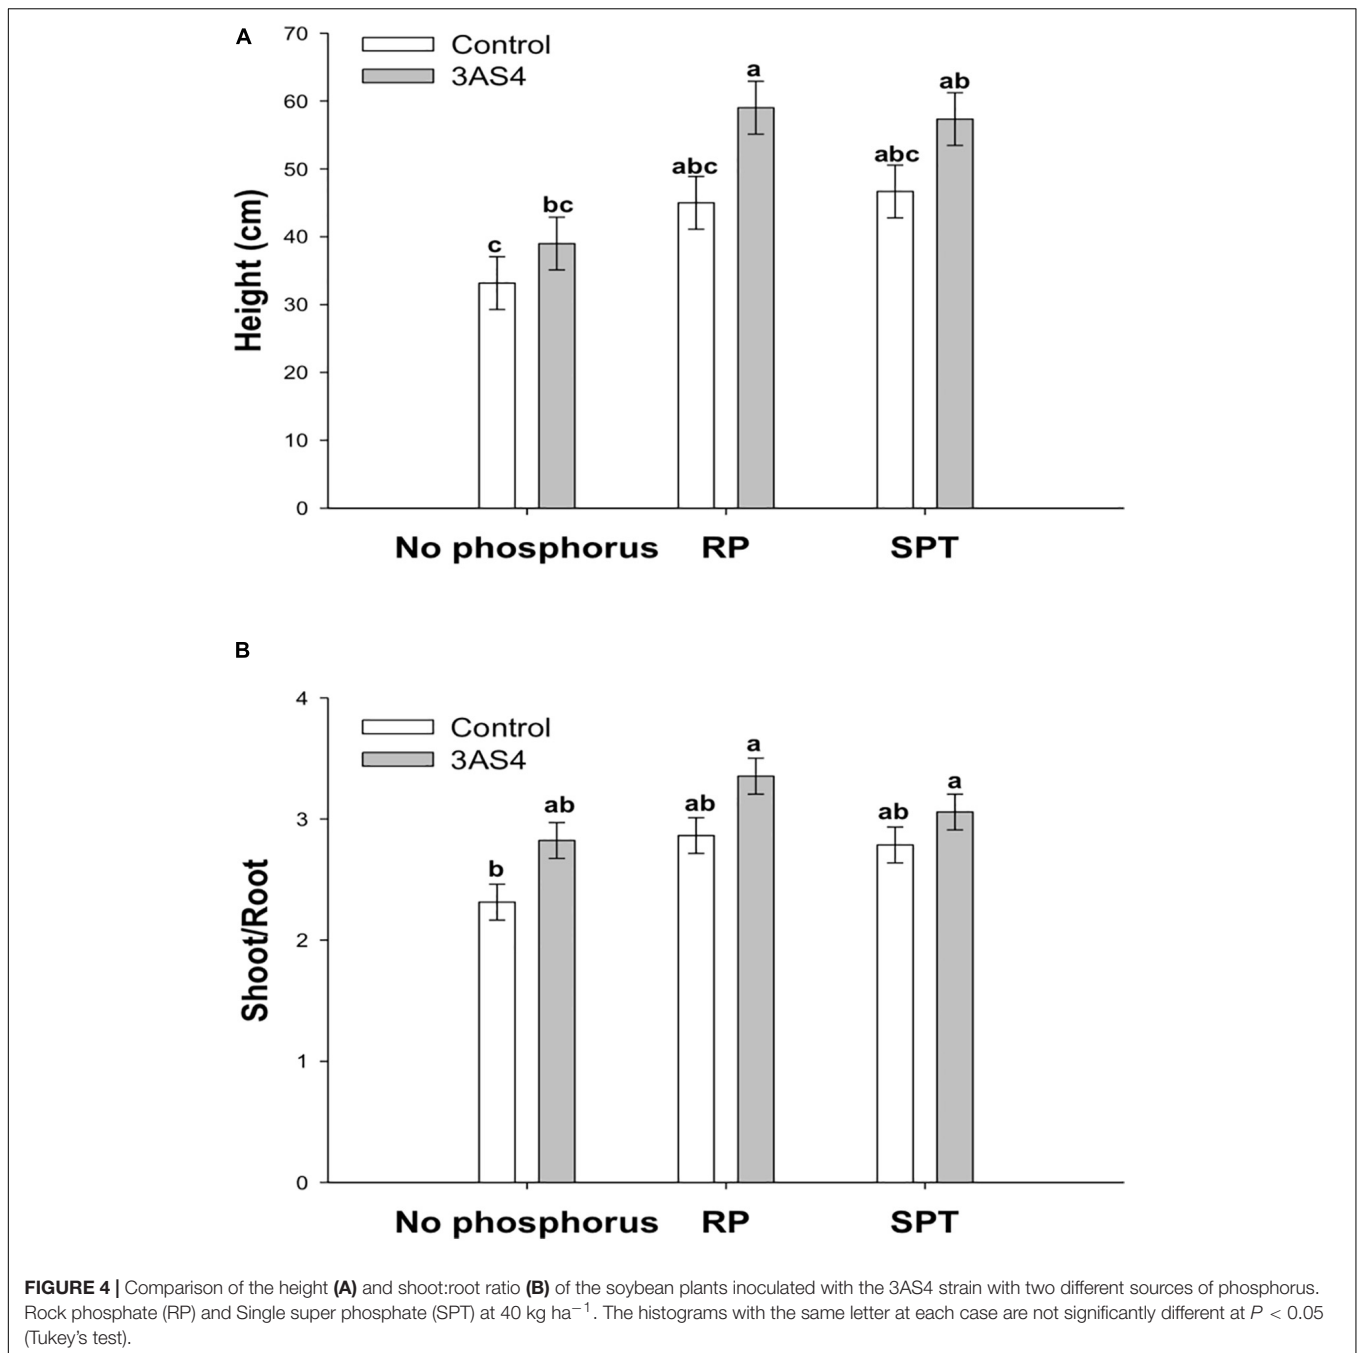 A
70
60
50
40
30
20
10
0
Height (cm)
Control
3AS4
c
bc
abc
a
abc
ab
No phosphorus RP SPT
B
4
3
2
1
0
Shoot/Root
Control
3AS4
b
ab
ab
a
ab
a
No phosphorus RP SPT
FIGURE 4 | Comparison of the height (A) and shoot:root ratio (B) of the soybean plants inoculated with the 3AS4 strain with two different sources of phosphorus.
Rock phosphate (RP) and Single super phosphate (SPT) at 40 kg ha⁻¹. The histograms with the same letter at each case are not significantly different at P < 0.05
(Tukey’s test).